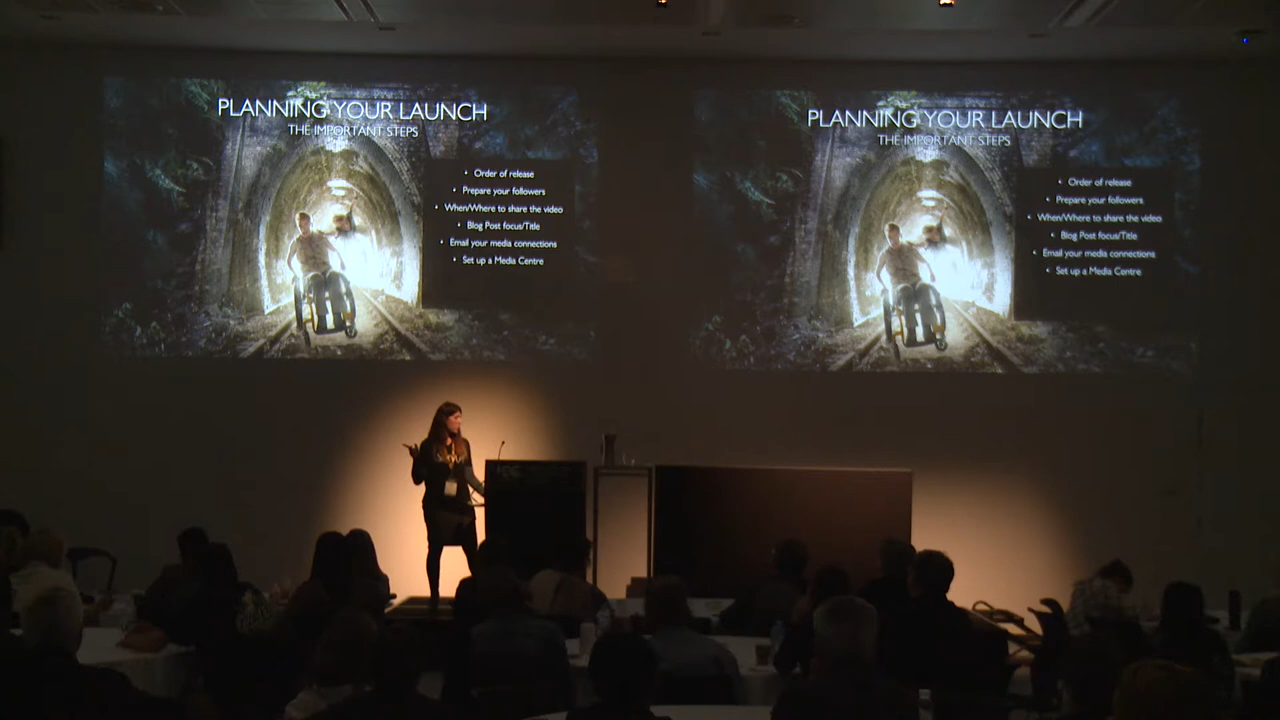 PLANNING YOUR LAUNCH
THE IMPORTANT STEPS
• Order of release
• Prepare your followers
• When/Where to share the video
• Blog Post focus/Title
• Email your media connections
• Set up a Media Centre
PLANNING YOUR LAUNCH
THE IMPORTANT STEPS
• Order of release
• Prepare your followers
• When/Where to share the video
• Blog Post focus/Title
• Email your media connections
• Set up a Media Centre